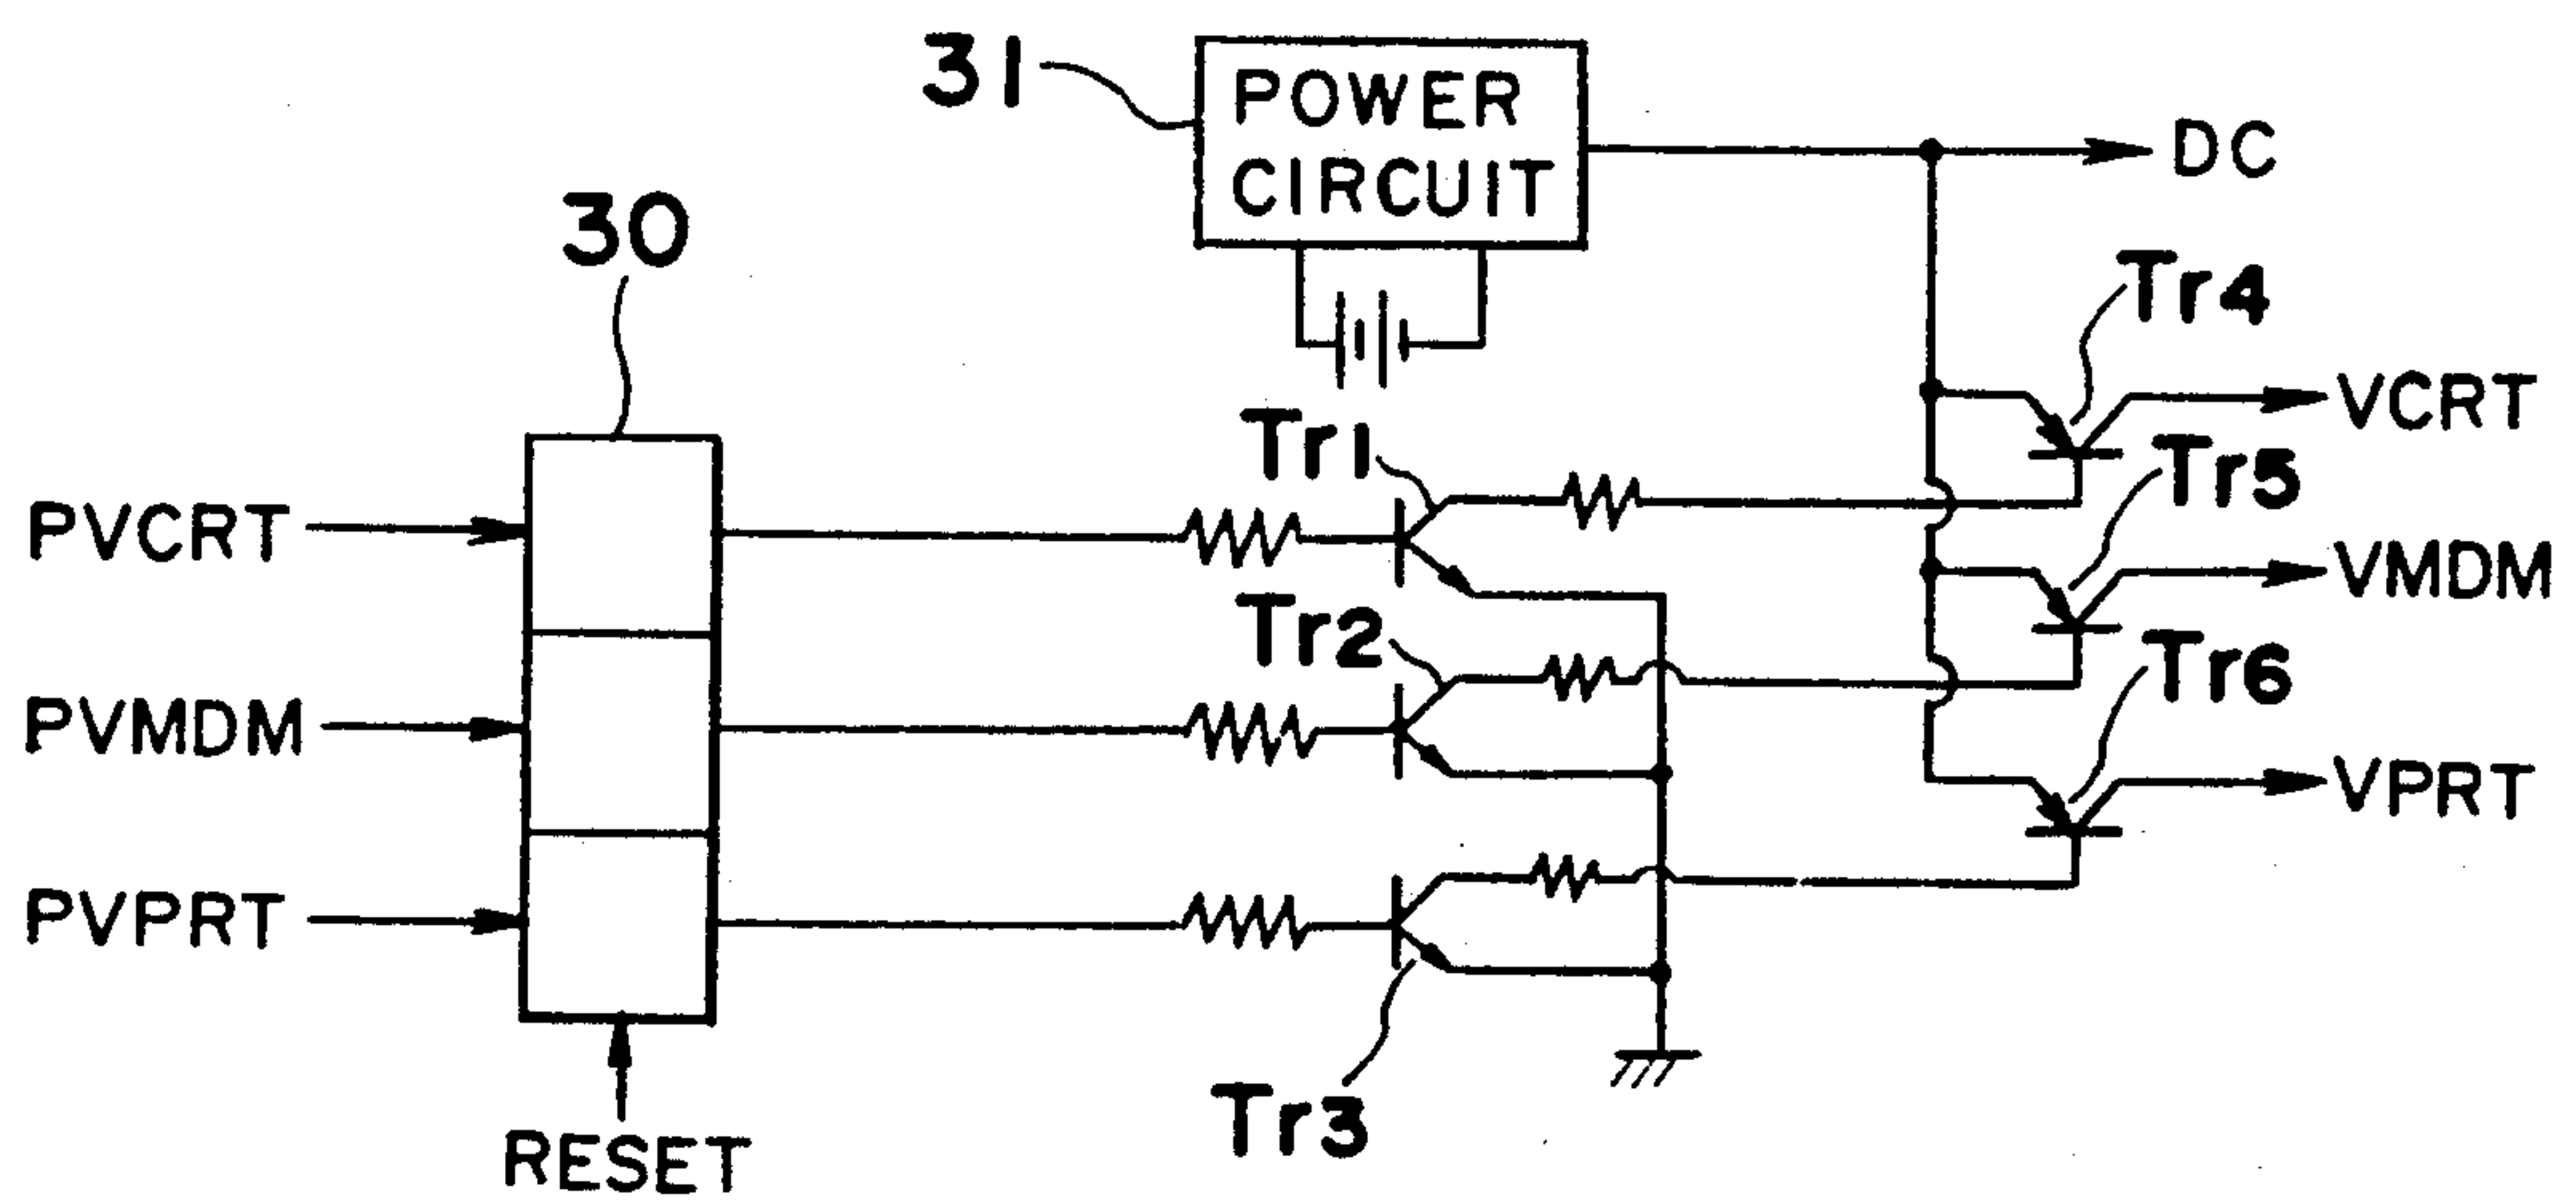 31
POWER
CIRCUIT
DC
30
Tr4
VCRT
Tr1
Tr5
PVCRT
VMDM
Tr2
Tr6
PVMDM
VPRT
PVPRT
Tr3
RESET